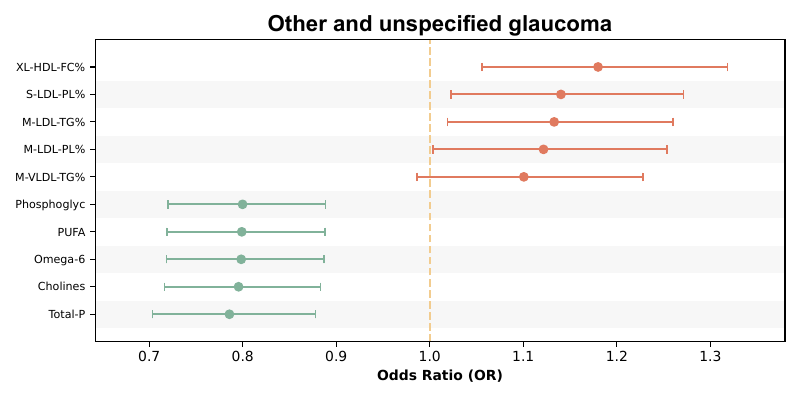 Other and unspecified glaucoma
XL-HDL-FC%
S-LDL-PL%
M-LDL-TG%
M-LDL-PL%
M-VLDL-TG%
Phosphoglyc
PUFA
Omega-6
Cholines
Total-P
0.7 0.8 0.9 1.0 1.1 1.2 1.3
Odds Ratio (OR)